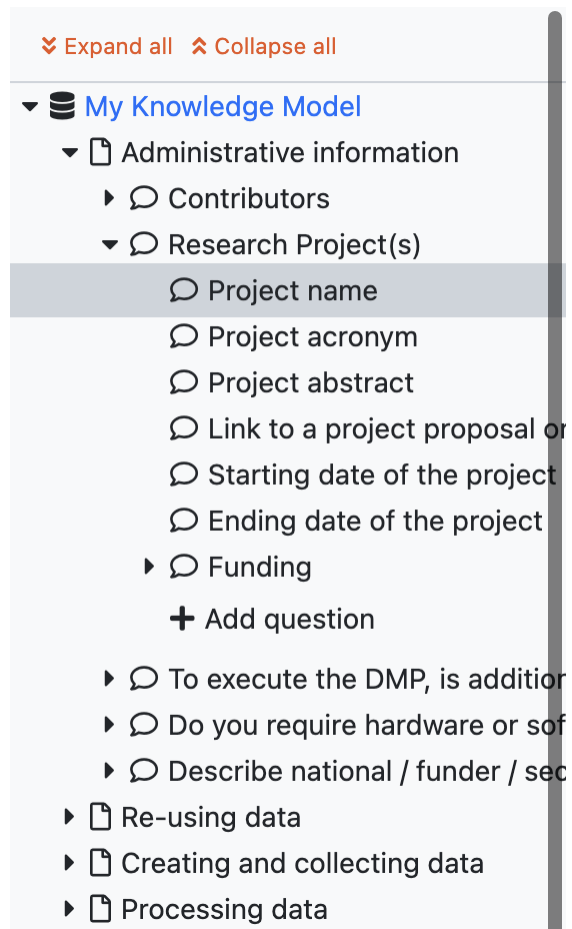 Expand all Collapse all
My Knowledge Model
Administrative information
Contributors
Research Project(s)
Project name
Project acronym
Project abstract
Link to a project proposal or
Starting date of the project
Ending date of the project
Funding
Add question
To execute the DMP, is addition
Do you require hardware or sof
Describe national / funder / sec
Re-using data
Creating and collecting data
Processing data